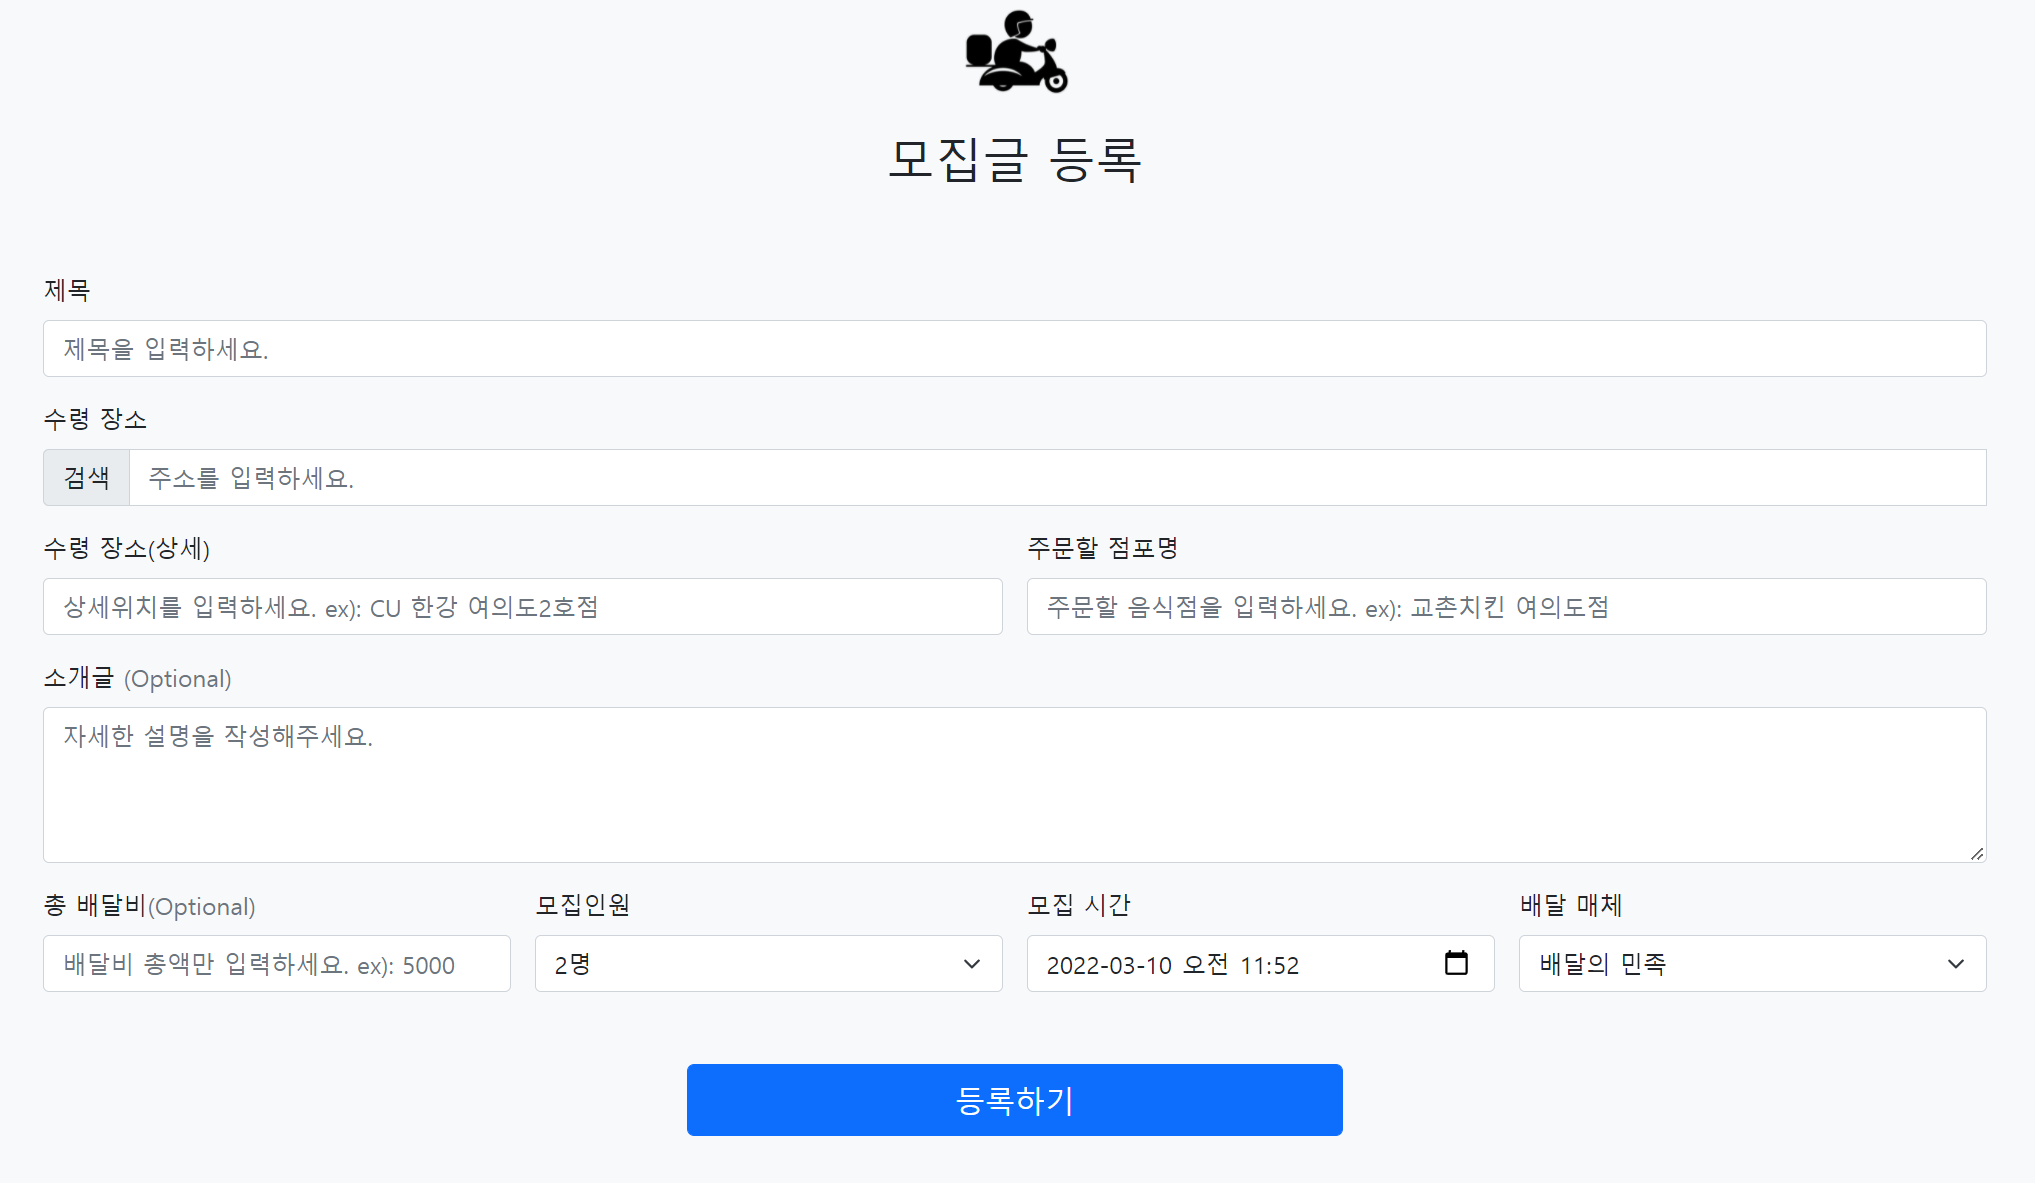 모집글 등록
제목
제목을 입력하세요.
수령 장소
검색 주소를 입력하세요.
수령 장소(상세) 주문할 점포명
상세위치를 입력하세요. ex): CU 한강 여의도2호점 주문할 음식점을 입력하세요. ex): 교촌치킨 여의도점
소개글 (Optional)
자세한 설명을 작성해주세요.
총 배달비(Optional) 모집인원 모집 시간 배달 매체
배달비 총액만 입력하세요. ex): 5000 2명 2022-03-10 오전 11:52 배달의 민족
등록하기